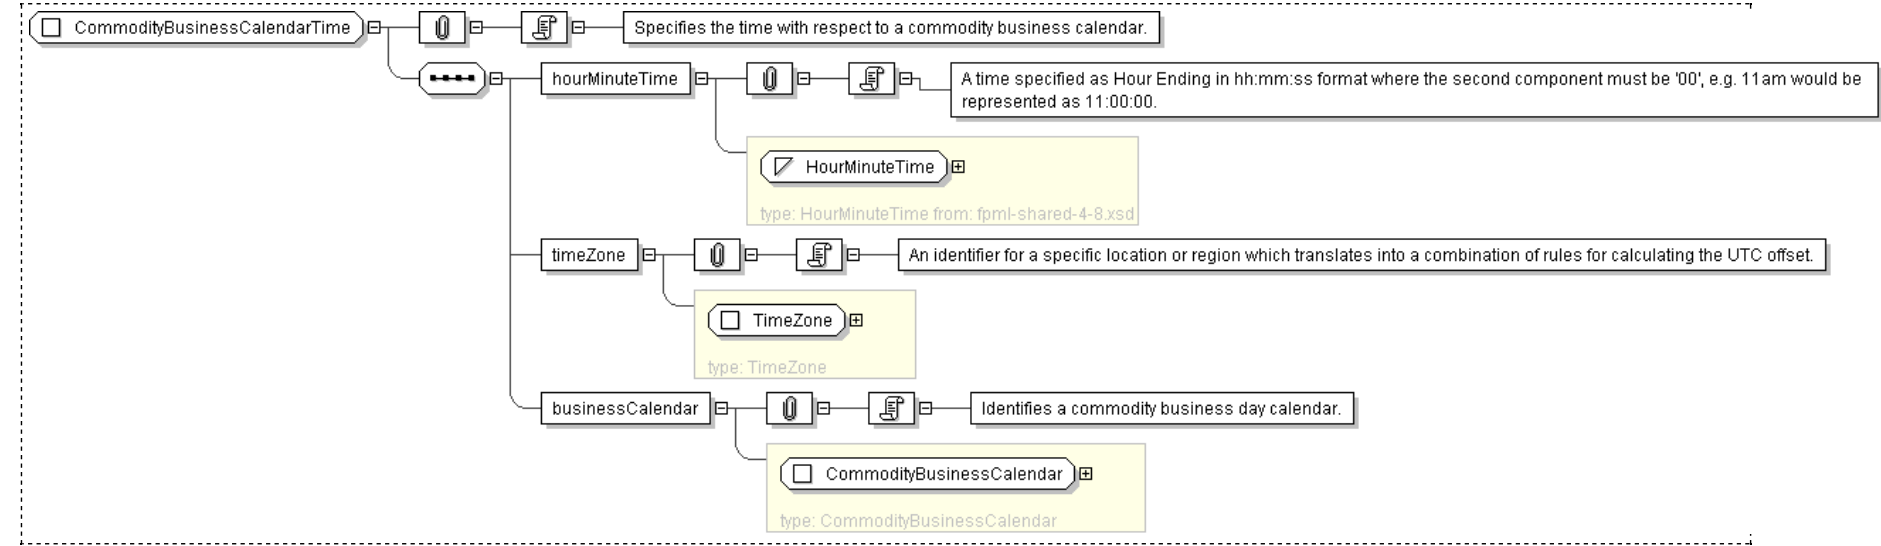 CommodityBusinessCalendarTime
Specifies the time with respect to a commodity business calendar.
hourMinuteTime
A time specified as Hour Ending in hh:mm:ss format where the second component must be '00', e.g. 11am would be
represented as 11:00:00.
HourMinuteTime
type: HourMinuteTime from: fpml-shared-4-8.xsd
timeZone
An identifier for a specific location or region which translates into a combination of rules for calculating the UTC offset.
TimeZone
type: TimeZone
businessCalendar
Identifies a commodity business day calendar.
CommodityBusinessCalendar
type: CommodityBusinessCalendar